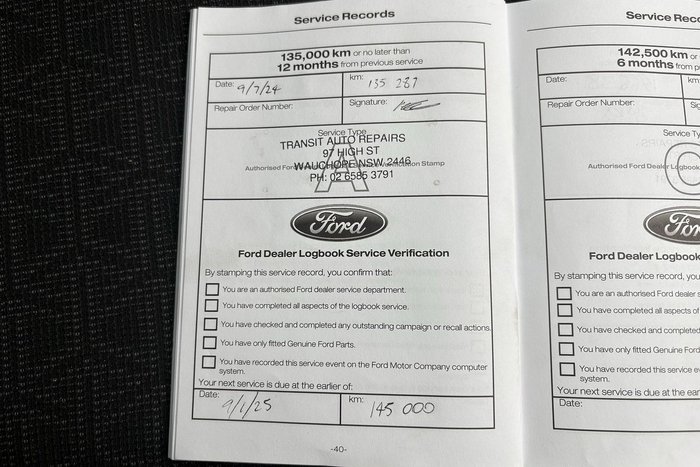 Service Records
135,000 km or no later than
12 months from previous service
Date: 9/7/24
km: 135 287
Repair Order Number:
Signature:
Service Type
A
TRANSIT AUTO REPAIRS
97 HIGH ST
WAUCHOPE NSW 2446
PH: 02 6585 3791
Ford
Ford Dealer Logbook Service Verification
By stamping this service record, you confirm that:
You are an authorised Ford dealer service department.
You have completed all aspects of the logbook service.
You have checked and completed any outstanding campaign or recall actions.
You have only fitted Genuine Ford Parts.
You have recorded this service event on the Ford Motor Company computer
system.
Your next service is due at the earlier of:
Date: 9/1/25
km: 145 000
-40-
Service Reco
142,500 km or
6 months from p
Date:
km
Repair Order Number:
Sig
Service Ty
C
Authorised Ford Dealer Logbook
For
Ford Dealer Logboo
By stamping this service record, you
You are an authorised Ford dealer s
You have completed all aspects of
You have checked and completed
You have only fitted Genuine Ford
You have recorded this service ev
system.
Your next service is due at the ear
Date: